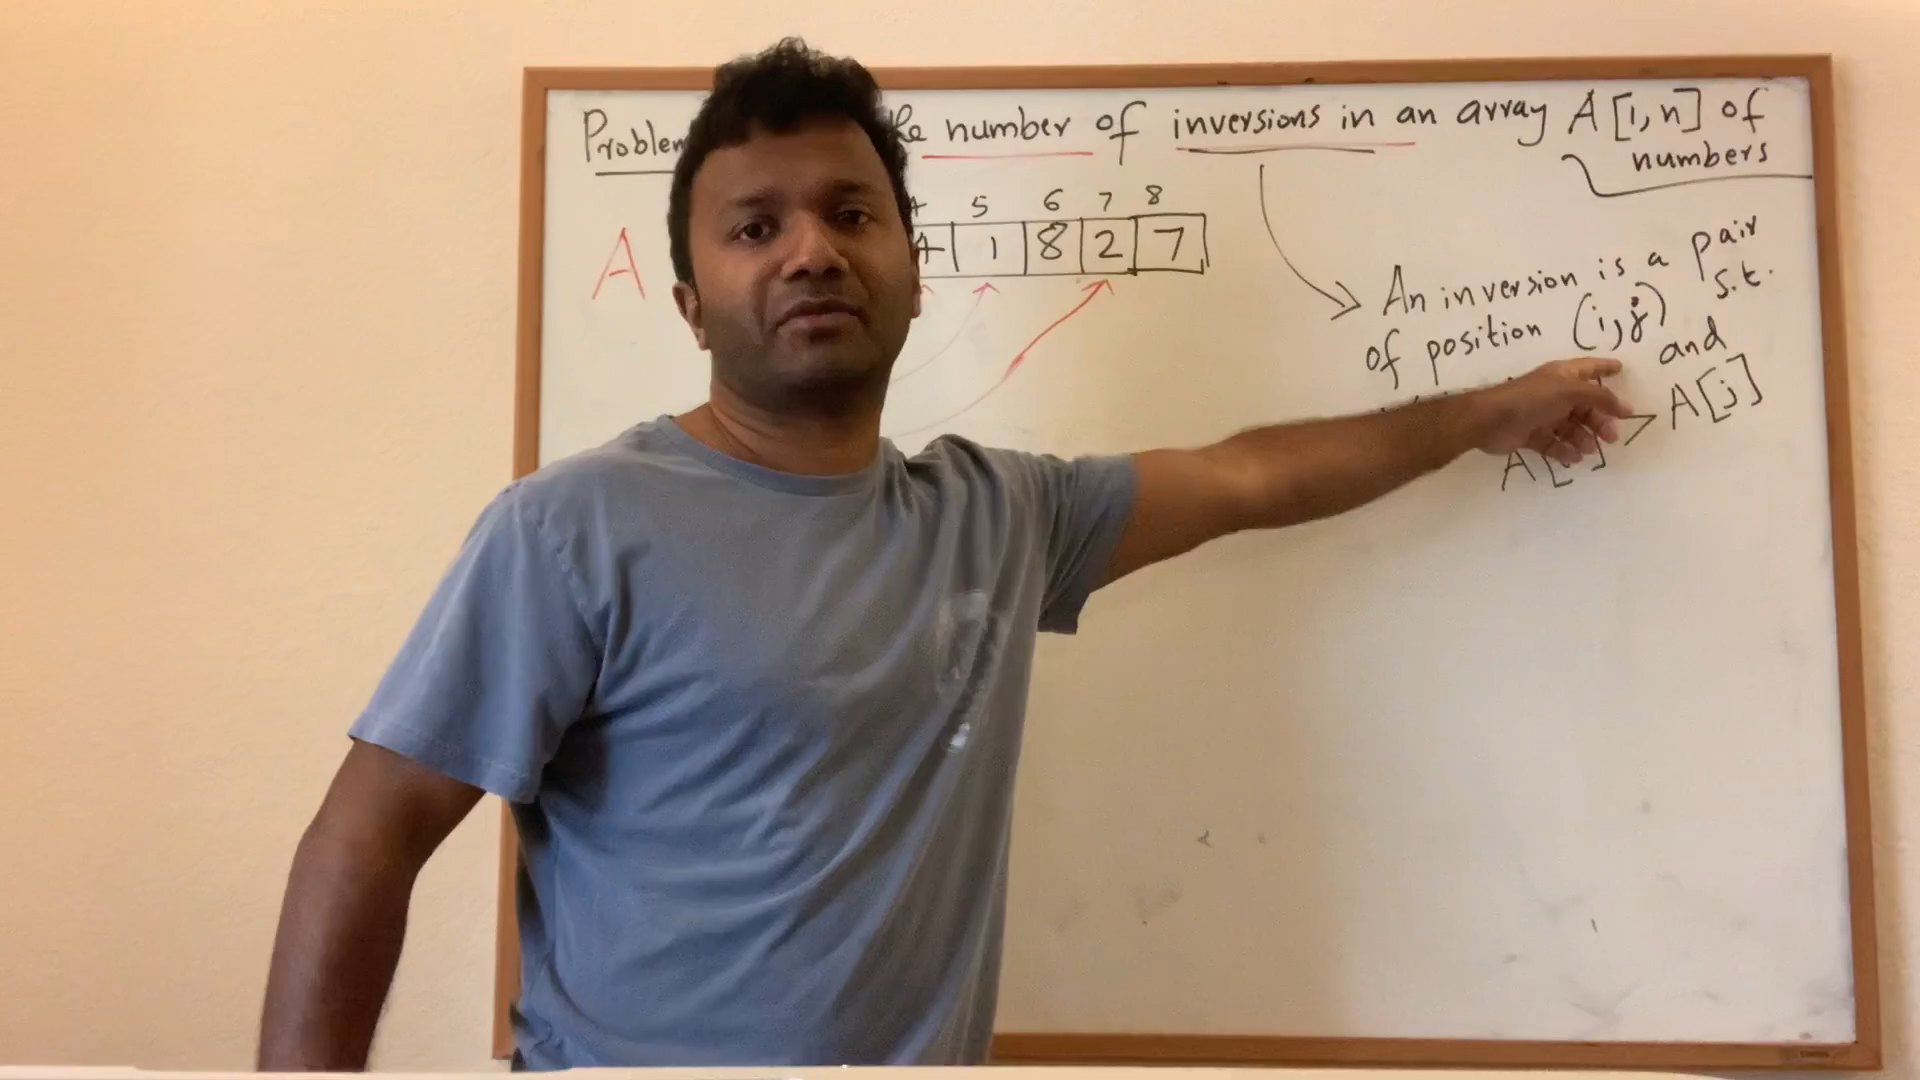 Problem he number of inversions in an array A[1,n] of
numbers
4 5 6 7 8
A 4 1 8 2 7
An inversion is a pair
of position (i,j) s.t.
and
A[i] > A[j]